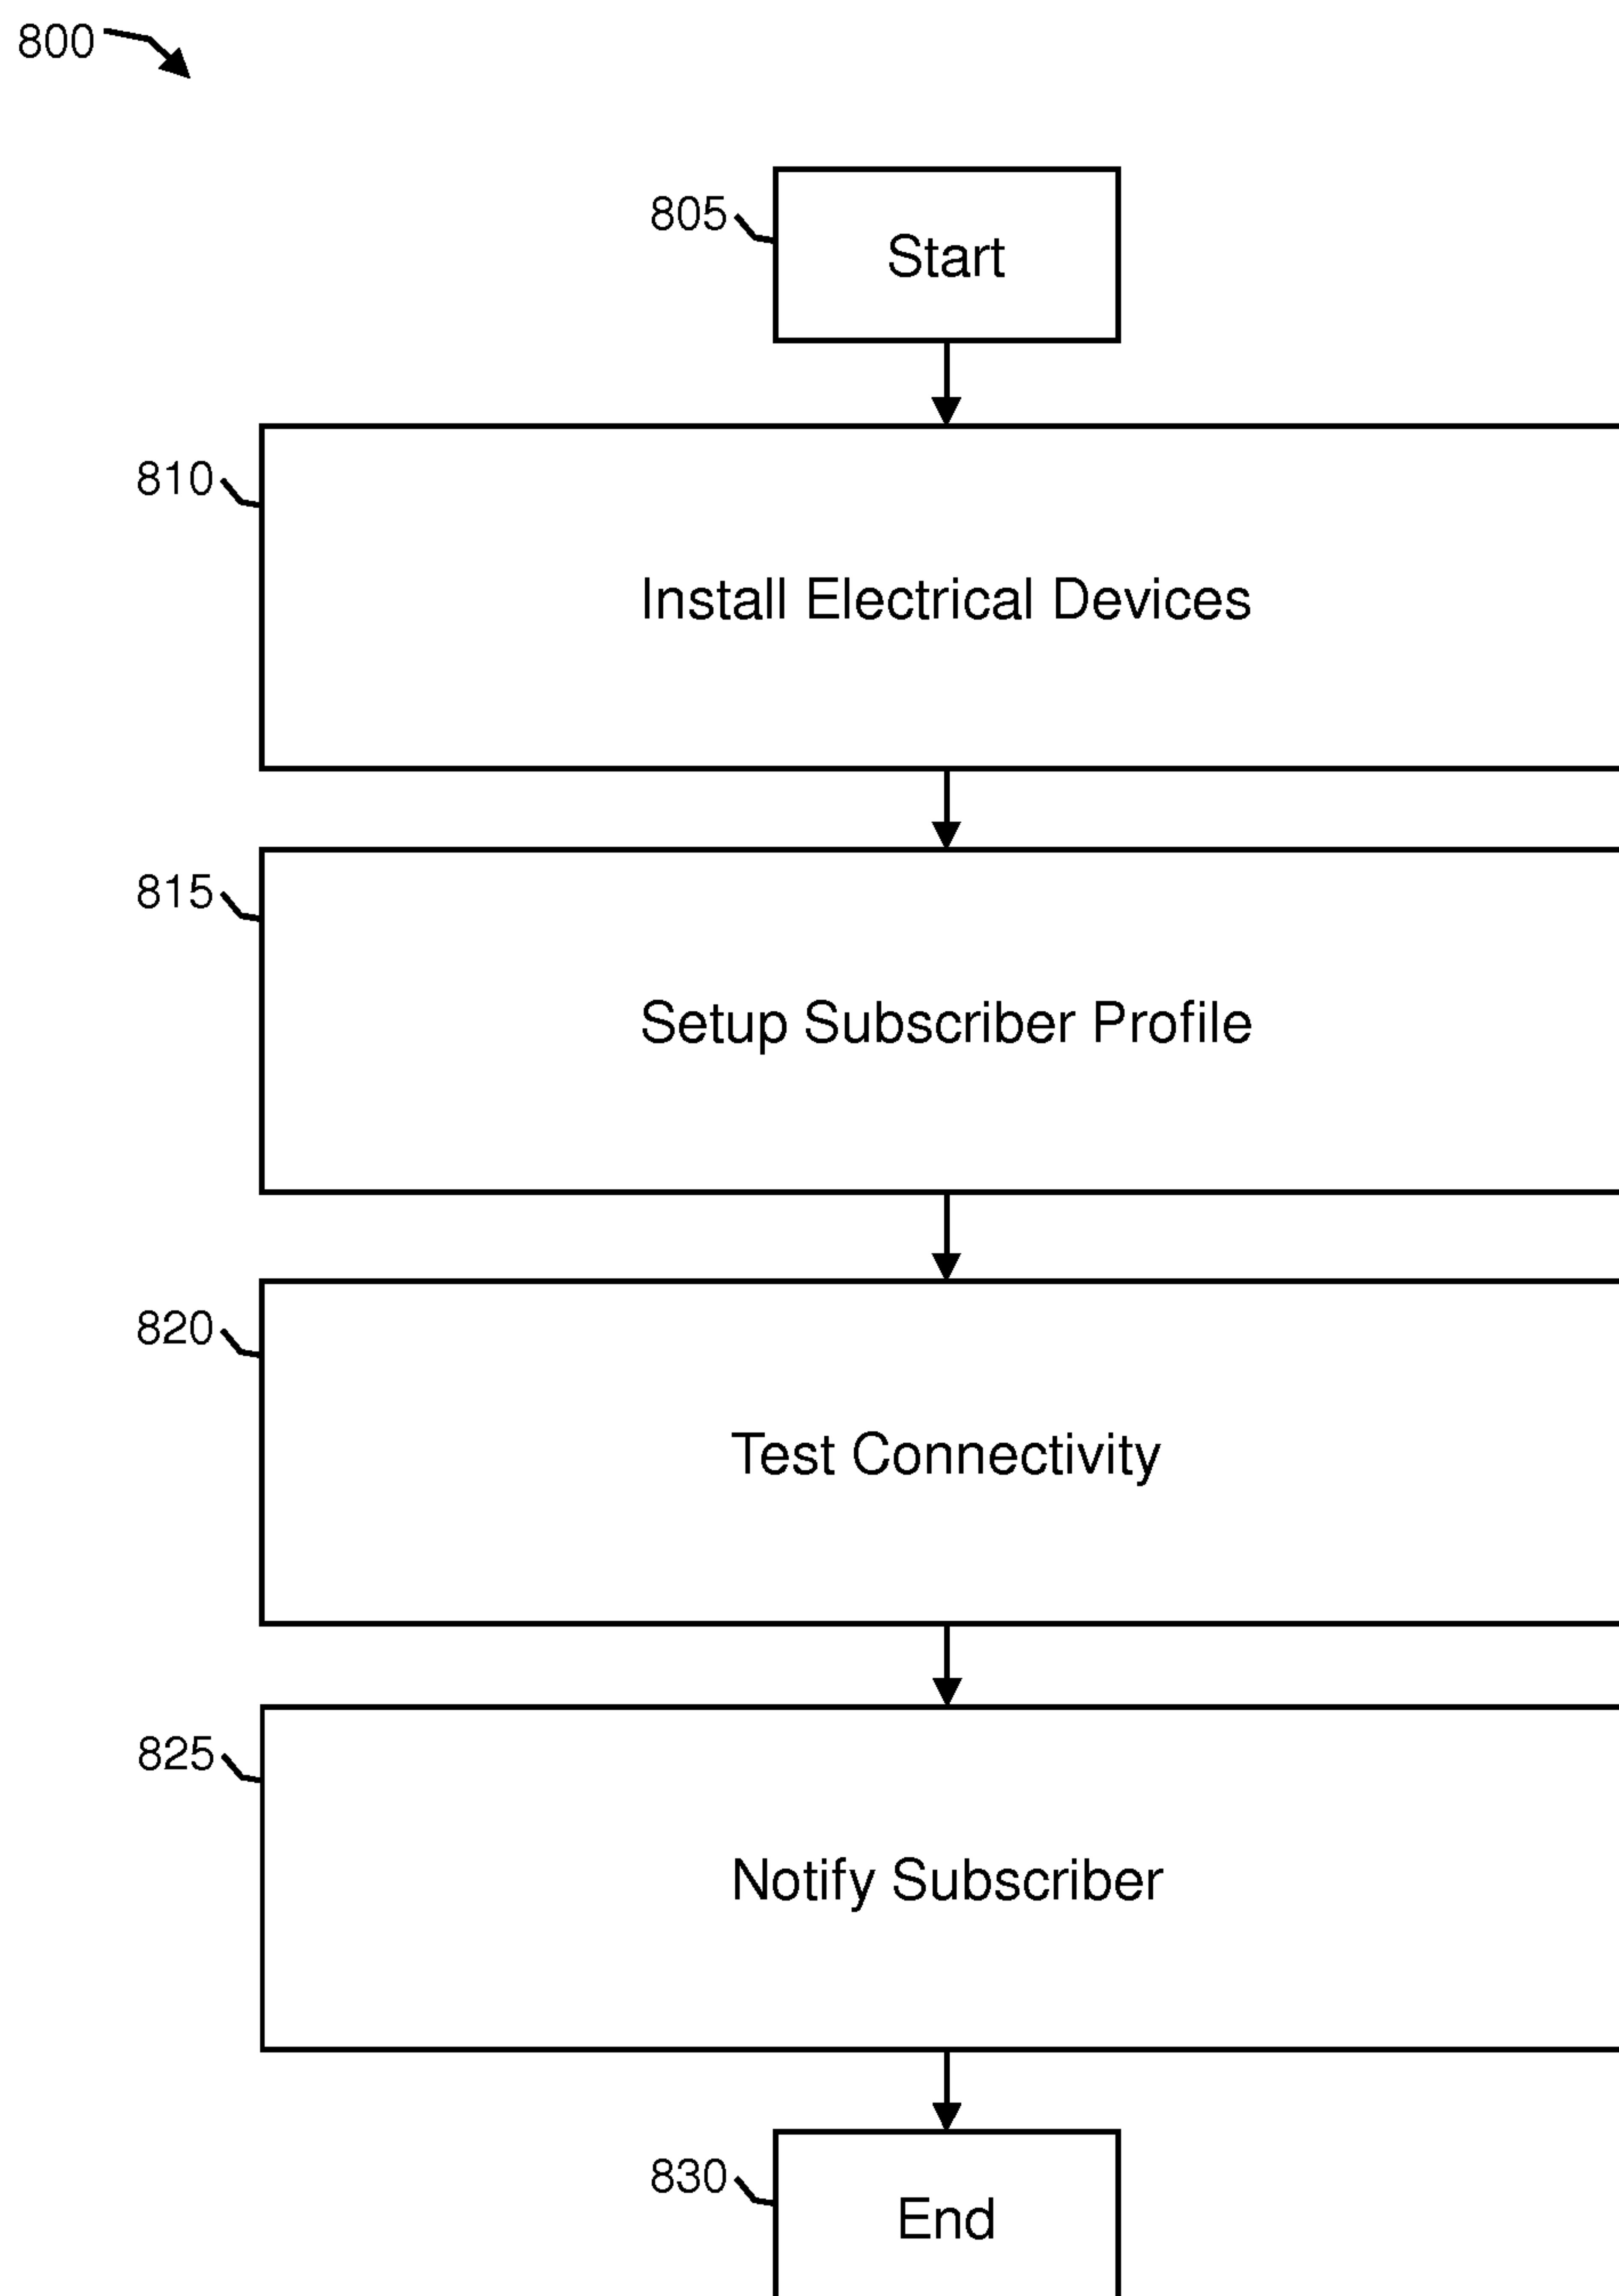 800
805
Start
810
Install Electrical Devices
815
Setup Subscriber Profile
820
Test Connectivity
825
Notify Subscriber
830
End